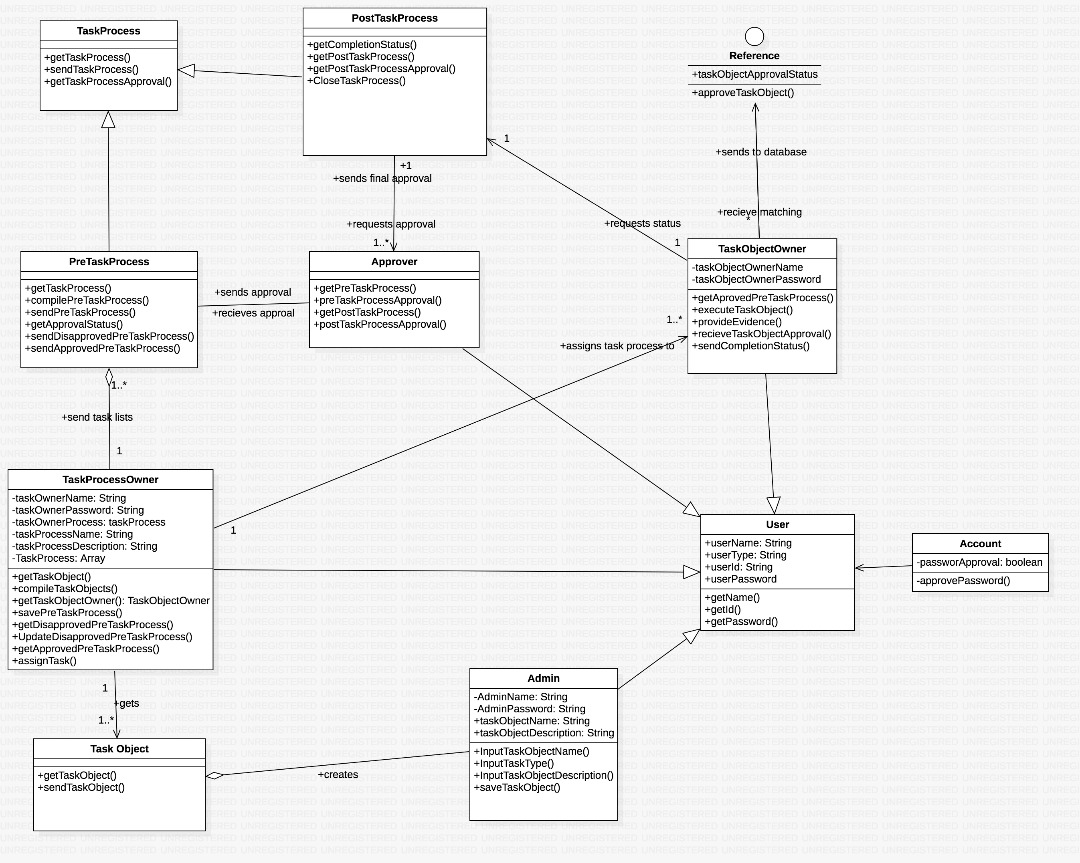 TaskProcess
+getTaskProcess()
+sendTaskProcess()
+getTaskProcessApproval()
PostTaskProcess
+getCompletionStatus()
+getPostTaskProcess()
+getPostTaskProcessApproval()
+CloseTaskProcess()
Reference
+taskObjectApprovalStatus
+approveTaskObject()
1
+sends to database
+1
+sends final approval
+recieve matching
*
+requests approval
1..*
+requests status
1
PreTaskProcess
+getTaskProcess()
+compilePreTaskProcess()
+sendPreTaskProcess()
+getApprovalStatus()
+sendDisapprovedPreTaskProcess()
+sendApprovedPreTaskProcess()
+sends approval
+recieves approal
Approver
+getPreTaskProcess()
+preTaskProcessApproval()
+getPostTaskProcess()
+postTaskProcessApproval()
TaskObjectOwner
-taskObjectOwnerName
-taskObjectOwnerPassword
+getAprovedPreTaskProcess()
+executeTaskObject()
+provideEvidence()
+recieveTaskObjectApproval()
+sendCompletionStatus()
1..*
+assigns task process to
1..*
+send task lists
1
TaskProcessOwner
-taskOwnerName: String
-taskOwnerPassword: String
-taskOwnerProcess: taskProcess
-taskProcessName: String
-taskProcessDescription: String
-TaskProcess: Array
+getTaskObject()
+compileTaskObjects()
+getTaskObjectOwner(): TaskObjectOwner
+savePreTaskProcess()
+getDisapprovedPreTaskProcess()
+UpdateDisapprovedPreTaskProcess()
+getApprovedPreTaskProcess()
+assignTask()
1
User
+userName: String
+userType: String
+userId: String
+userPassword
+getName()
+getId()
+getPassword()
Account
-passworApproval: boolean
-approvePassword()
1
+gets
1..*
Admin
-AdminName: String
-AdminPassword: String
+taskObjectName: String
+taskObjectDescription: String
+InputTaskObjectName()
+InputTaskType()
+InputTaskObjectDescription()
+saveTaskObject()
Task Object
+getTaskObject()
+sendTaskObject()
+creates